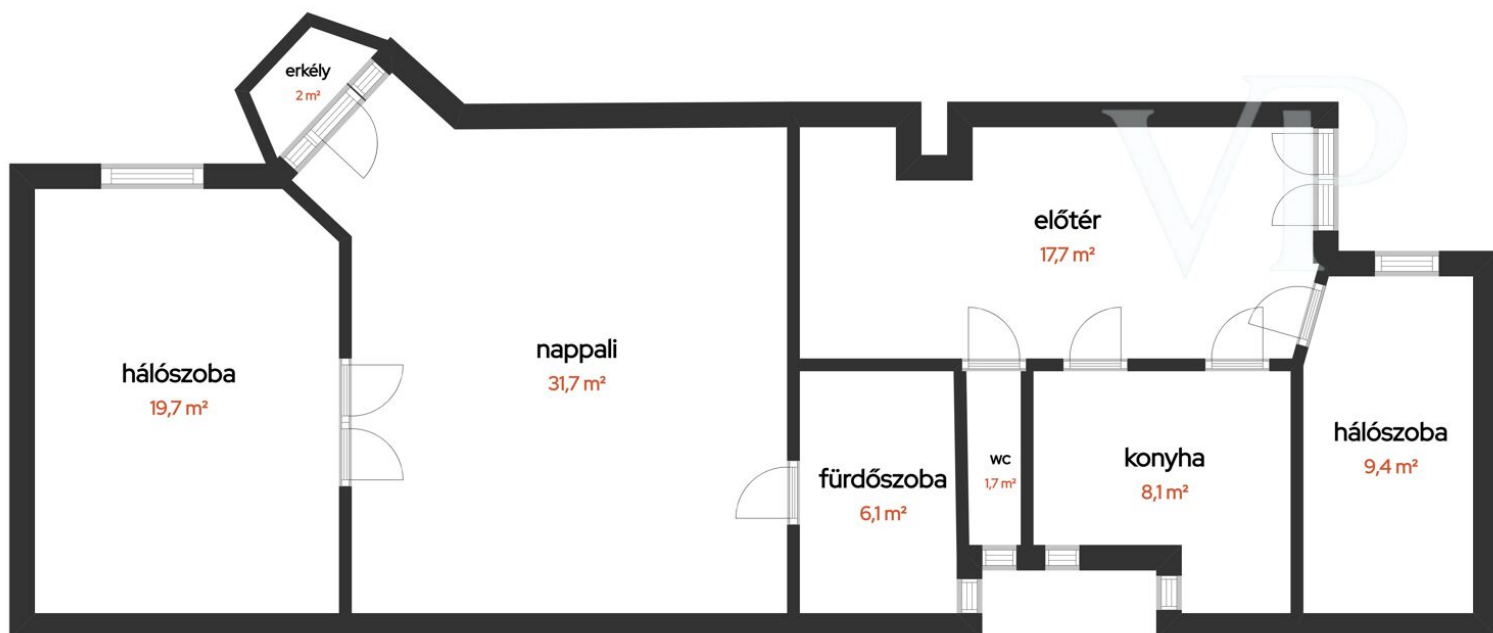 erkély
2 m²
előtér
17,7 m²
nappali
31,7 m²
hálószoba
19,7 m²
fürdőszoba
6,1 m²
wc
1,7 m²
konyha
8,1 m²
hálószoba
9,4 m²
VP